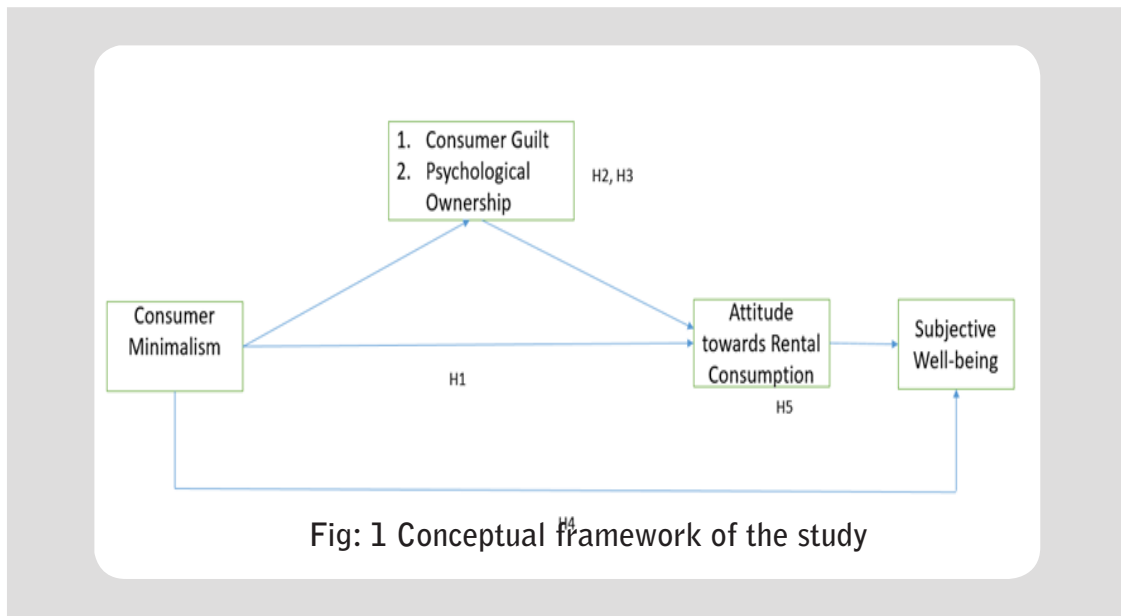 1. Consumer Guilt
2. Psychological
Ownership
H2, H3
Consumer
Minimalism
Attitude
towards Rental
Consumption
Subjective
Well-being
H1
H5
H4
Fig: 1 Conceptual framework of the study